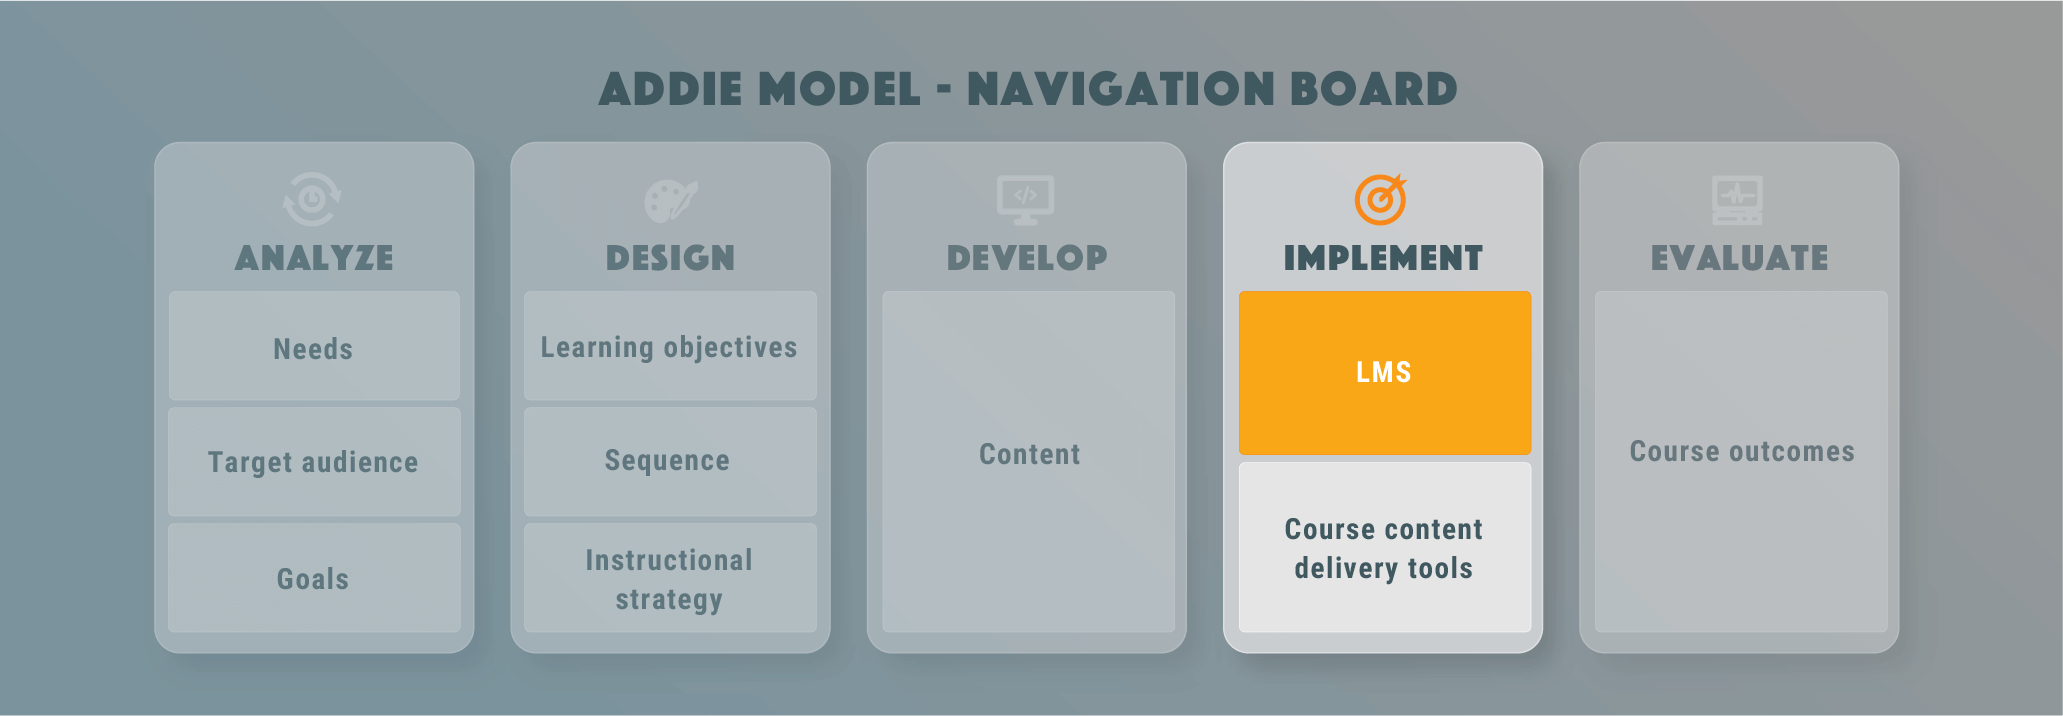 ADDIE MODEL - NAVIGATION BOARD
ANALYZE
Needs
Target audience
Goals
DESIGN
Learning objectives
Sequence
Instructional
strategy
DEVELOP
</>
Content
IMPLEMENT
LMS
Course content
delivery tools
EVALUATE
Course outcomes